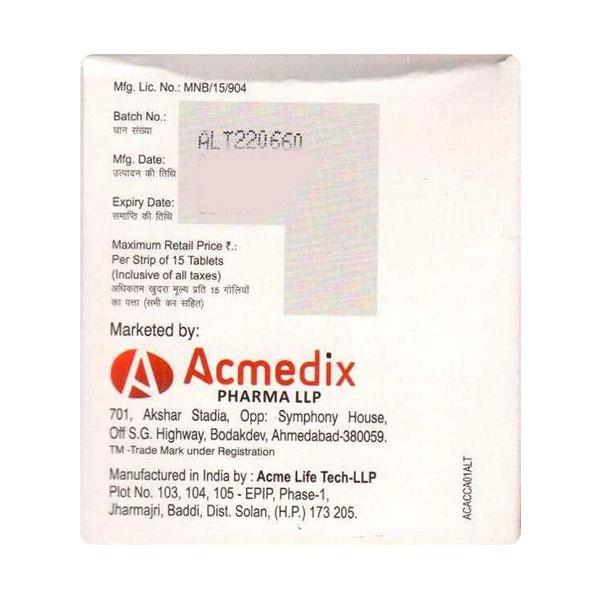 Mfg. Lic. No.: MNB/15/904
Batch No.:
घान संख्या
ALT220660
Mfg. Date:
उत्पादन की तिथि
Expiry Date:
समाप्ति की तिथि
Maximum Retail Price ₹.:
Per Strip of 15 Tablets
(Inclusive of all taxes)
अधिकतम खुदरा मूल्य प्रति 15 गोलियों
का पत्ता (सभी कर सहित)
Marketed by:
Acmedix
PHARMA LLP
701, Akshar Stadia, Opp: Symphony House,
Off S.G. Highway, Bodakdev, Ahmedabad-380059.
TM -Trade Mark under Registration
Manufactured in India by : Acme Life Tech-LLP
Plot No. 103, 104, 105 - EPIP, Phase-1,
Jharmajri, Baddi, Dist. Solan, (H.P.) 173 205.
ACACCA01ALT